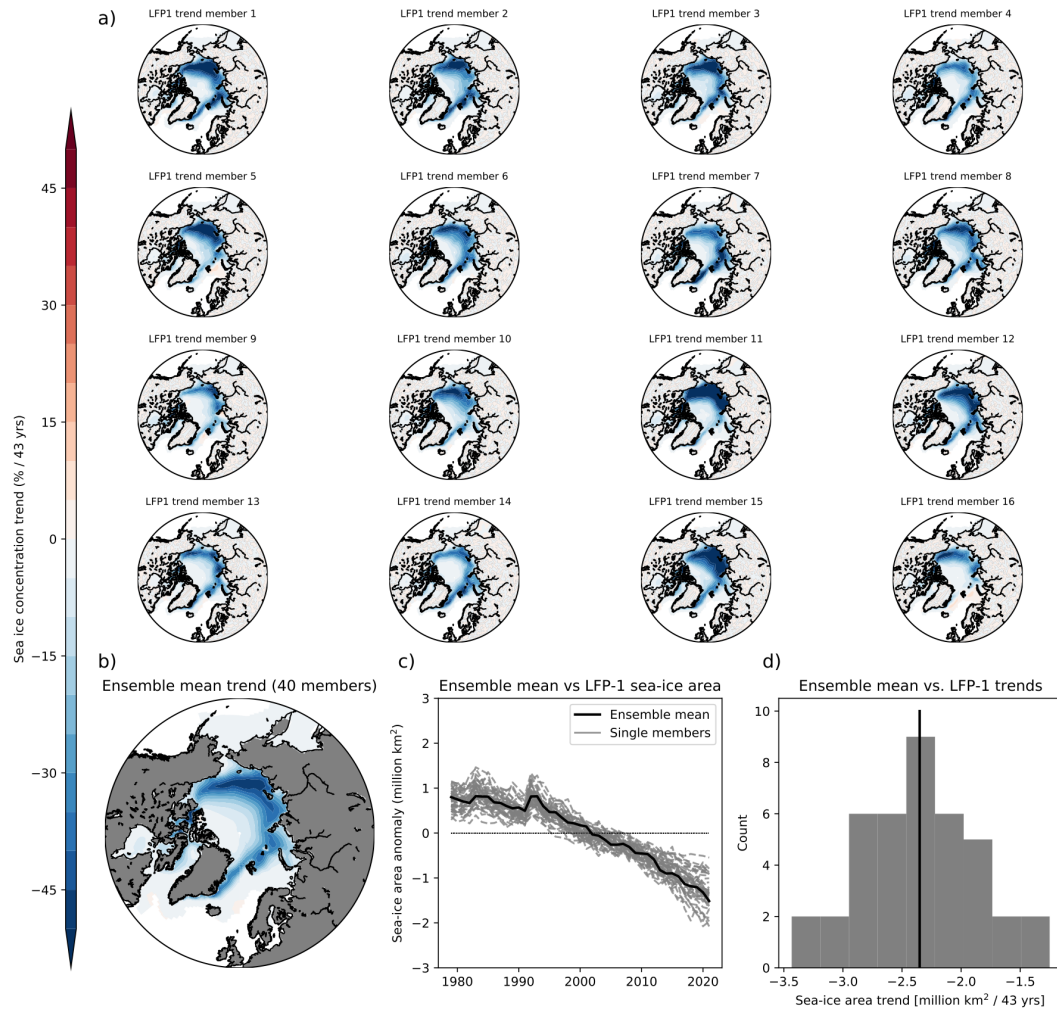 a)
LFP1 trend member 1
LFP1 trend member 2
LFP1 trend member 3
LFP1 trend member 4
LFP1 trend member 5
LFP1 trend member 6
LFP1 trend member 7
LFP1 trend member 8
LFP1 trend member 9
LFP1 trend member 10
LFP1 trend member 11
LFP1 trend member 12
LFP1 trend member 13
LFP1 trend member 14
LFP1 trend member 15
LFP1 trend member 16
Sea ice concentration trend (% / 43 yrs)
45
30
15
0
−15
−30
−45
b)
Ensemble mean trend (40 members)
c)
Ensemble mean vs LFP-1 sea-ice area
Ensemble mean
Single members
Sea-ice area anomaly (million km²)
3
2
1
0
−1
−2
−3
1980
1990
2000
2010
2020
d)
Ensemble mean vs. LFP-1 trends
Count
10
8
6
4
2
0
−3.5
−3.0
−2.5
−2.0
−1.5
Sea-ice area trend [million km² / 43 yrs]